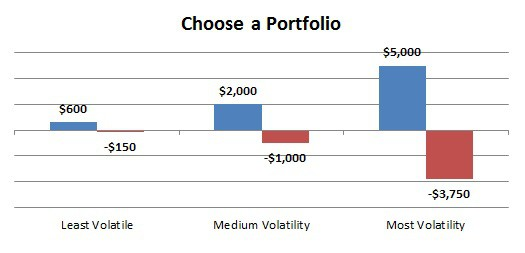 Choose a Portfolio
$5,000
$2,000
$600
-$150
-$1,000
-$3,750
Least Volatile
Medium Volatility
Most Volatility